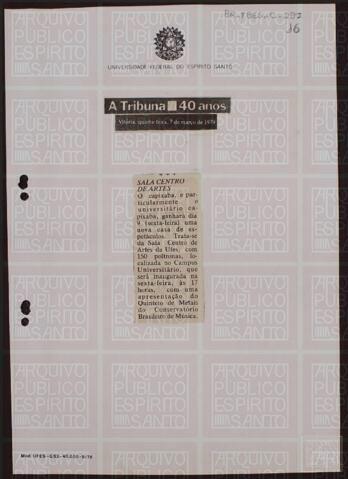 16
UNIVERSIDADE FEDERAL DO ESPÍRITO SANTO
A Tribuna 40 anos
Vitória, quarta-feira, 7 de março de 1979
SALA CENTRO
DE ARTES
O capixaba, e par-
ticularmente o
universitário ca-
pixaba, ganhará dia
9 (sexta-feira) uma
nova casa de es-
petáculos. Trata-se
da Sala Centro de
Artes da Ufes, com
150 poltronas, lo-
calizada no Campus
Universitário, que
será inaugurada na
sexta-feira, às 17
horas, com uma
apresentação do
Quinteto de Metais
do Conservatório
Brasileiro de Música.
ARQUIVO
PÚBLICO
ESPÍRITO
SANTO